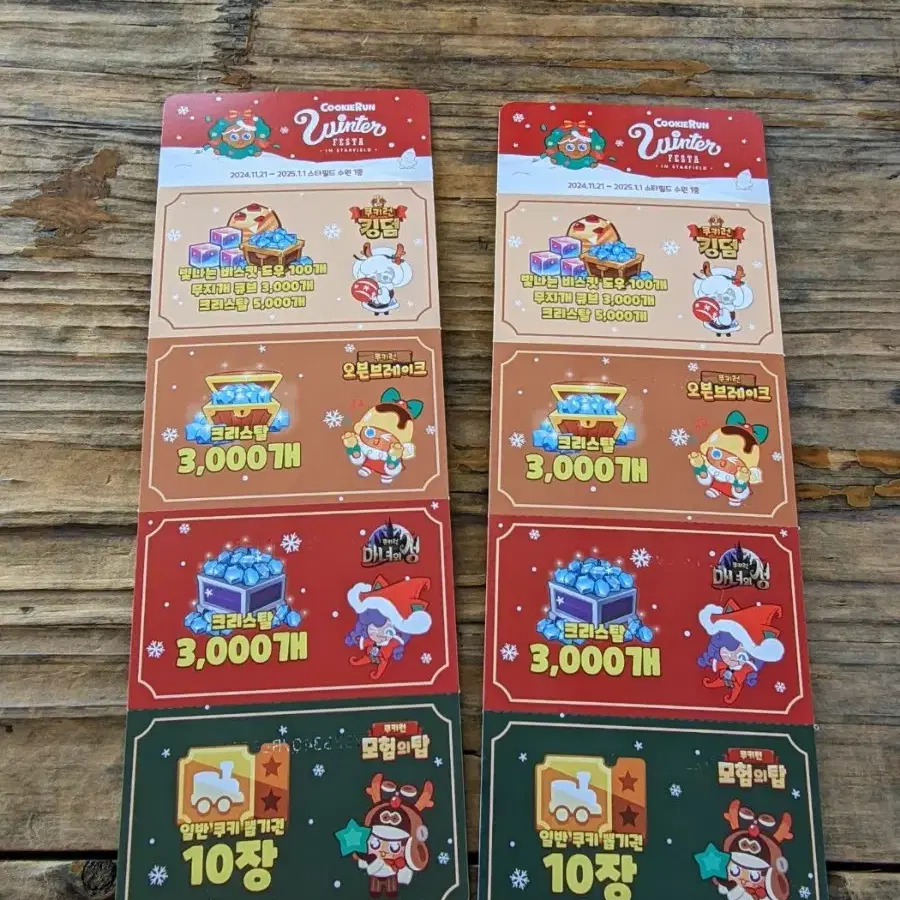 COOKIERUN
Winter
FESTA
IN STARFIELD
2024.11.21 ~ 2025.1.1 스타필드 수원 1층
쿠키런
킹덤
빛나는 비스킷 도우 100개
무지개 큐브 3,000개
크리스탈 5,000개
쿠키런
오븐브레이크
크리스탈
3,000개
쿠키런
마녀의 성
크리스탈
3,000개
쿠키런
모험의 탑
일반 쿠키 뽑기권
10장
COOKIERUN
Winter
FESTA
IN STARFIELD
2024.11.21 ~ 2025.1.1 스타필드 수원 1층
쿠키런
킹덤
빛나는 비스킷 도우 100개
무지개 큐브 3,000개
크리스탈 5,000개
쿠키런
오븐브레이크
크리스탈
3,000개
쿠키런
마녀의 성
크리스탈
3,000개
쿠키런
모험의 탑
일반 쿠키 뽑기권
10장